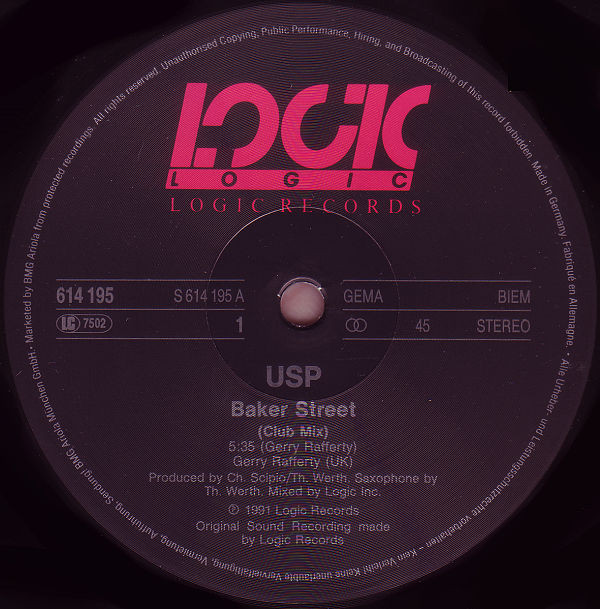 LOGIC
LOGIC
LOGIC RECORDS
614 195
S 614 195 A
GEMA
BIEM
LC 7502
1
45
STEREO
USP
Baker Street
(Club Mix)
5:35 (Gerry Rafferty)
Gerry Rafferty (UK)
Produced by Ch. Scipio/Th. Werth. Saxophone by
Th. Werth. Mixed by Logic Inc.
℗ 1991 Logic Records
Original Sound Recording made
by Logic Records
Marketed by BMG Ariola from protected recordings. All rights reserved. Unauthorised Copying, Public Performance, Hiring, and Broadcasting of this record forbidden. Made in Germany. Fabriqué en Allemagne. • Alle Urheber- und Leistungsschutzrechte vorbehalten – Kein Verleih! Keine unerlaubte Vervielfältigung, Vermietung, Aufführung, Sendung! BMG Ariola München GmbH •